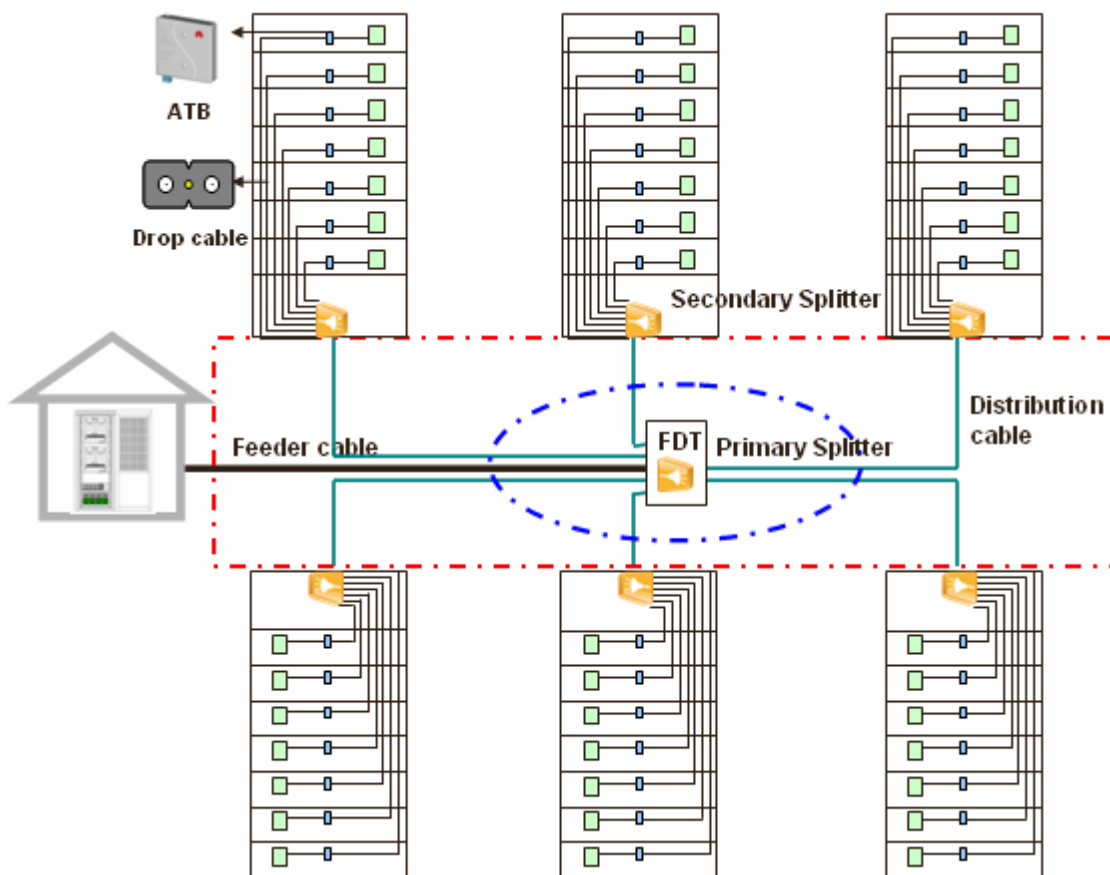 ATB
Drop cable
Secondary Splitter
Distribution
cable
Feeder cable
FDT
Primary Splitter